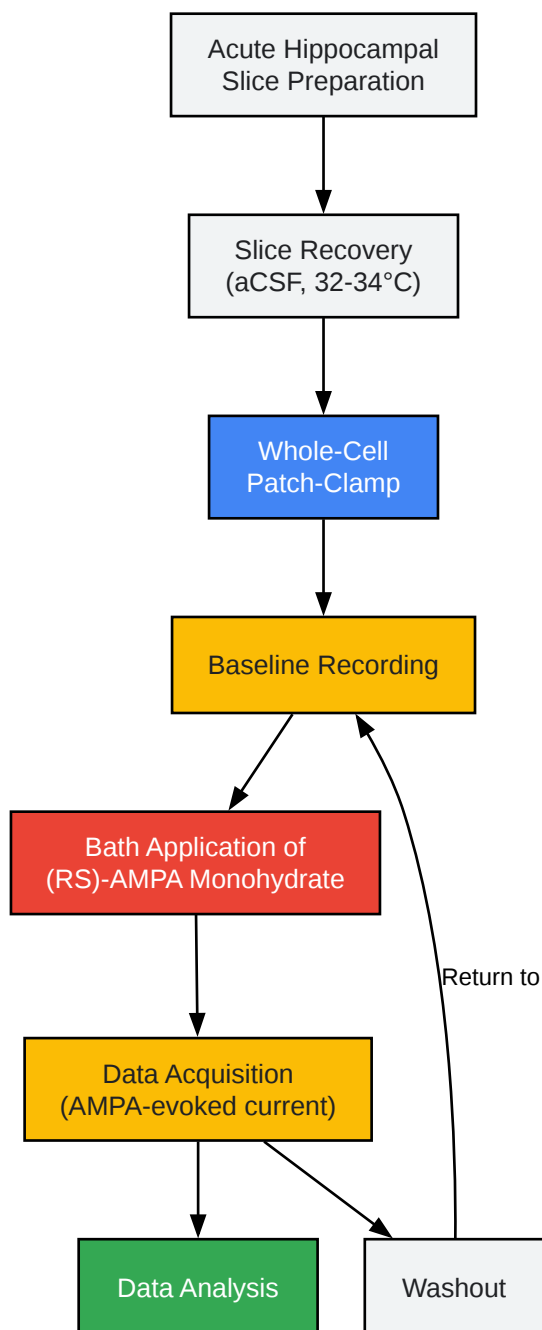 Acute Hippocampal
Slice Preparation
Slice Recovery
(aCSF, 32-34°C)
Whole-Cell
Patch-Clamp
Baseline Recording
Bath Application of
(RS)-AMPA Monohydrate
Return to
Data Acquisition
(AMPA-evoked current)
Data Analysis
Washout